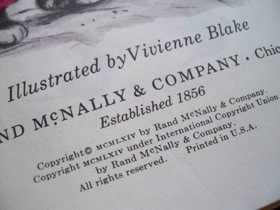 Illustrated by Vivienne Blake
ND MCNALLY & COMPANY · Chic
Established 1856
Copyright © MCMLXIV by Rand McNally & Company.
Copyright MCMLXIV under International Copyright Union
by Rand McNally & Company.
All rights reserved. Printed in U.S.A.